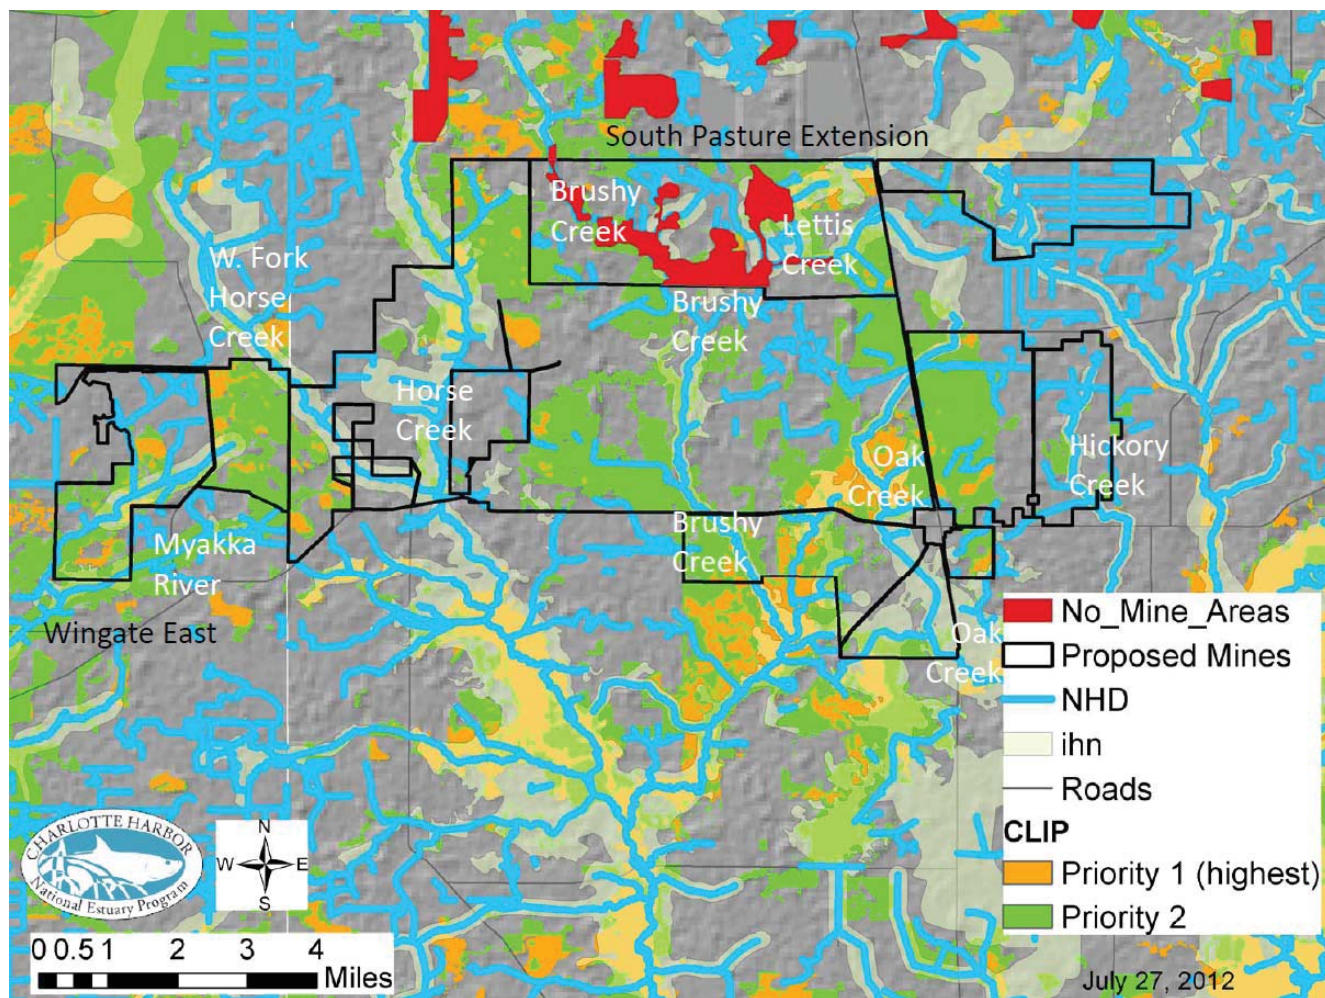 South Pasture Extension
Brushy
Creek
Lettis
Creek
W. Fork
Horse
Creek
Brushy
Creek
Horse
Creek
Oak
Creek
Hickory
Creek
Brushy
Creek
Myakka
River
Wingate East
Oak
Creek
No_Mine_Areas
Proposed Mines
NHD
ihn
Roads
CLIP
Priority 1 (highest)
Priority 2
CHARLOTTE HARBOR
National Estuary Program
N
W E
S
0 0.5 1 2 3 4
Miles
July 27, 2012